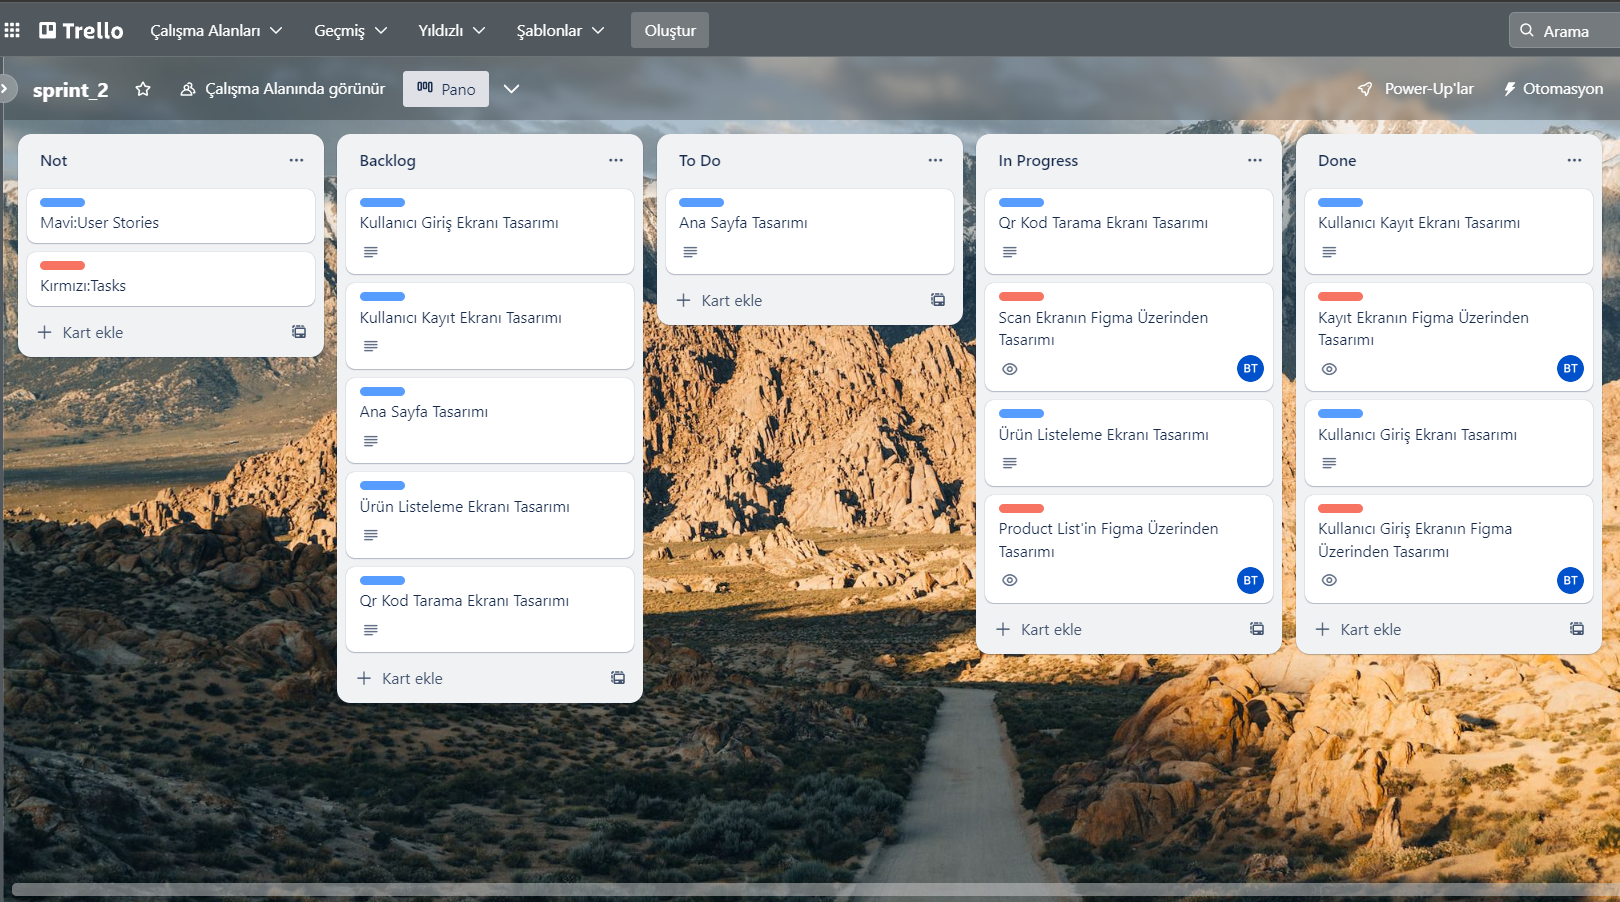 Trello
Çalışma Alanları
Geçmiş
Yıldızlı
Şablonlar
Oluştur
Arama
sprint_2
Çalışma Alanında görünür
Pano
Power-Up'lar
Otomasyon
Not
Mavi:User Stories
Kırmızı:Tasks
Kart ekle
Backlog
Kullanıcı Giriş Ekranı Tasarımı
Kullanıcı Kayıt Ekranı Tasarımı
Ana Sayfa Tasarımı
Ürün Listeleme Ekranı Tasarımı
Qr Kod Tarama Ekranı Tasarımı
Kart ekle
To Do
Ana Sayfa Tasarımı
Kart ekle
In Progress
Qr Kod Tarama Ekranı Tasarımı
Scan Ekranın Figma Üzerinden
Tasarımı
BT
Ürün Listeleme Ekranı Tasarımı
Product List'in Figma Üzerinden
Tasarımı
BT
Kart ekle
Done
Kullanıcı Kayıt Ekranı Tasarımı
Kayıt Ekranın Figma Üzerinden
Tasarımı
BT
Kullanıcı Giriş Ekranı Tasarımı
Kullanıcı Giriş Ekranın Figma
Üzerinden Tasarımı
BT
Kart ekle